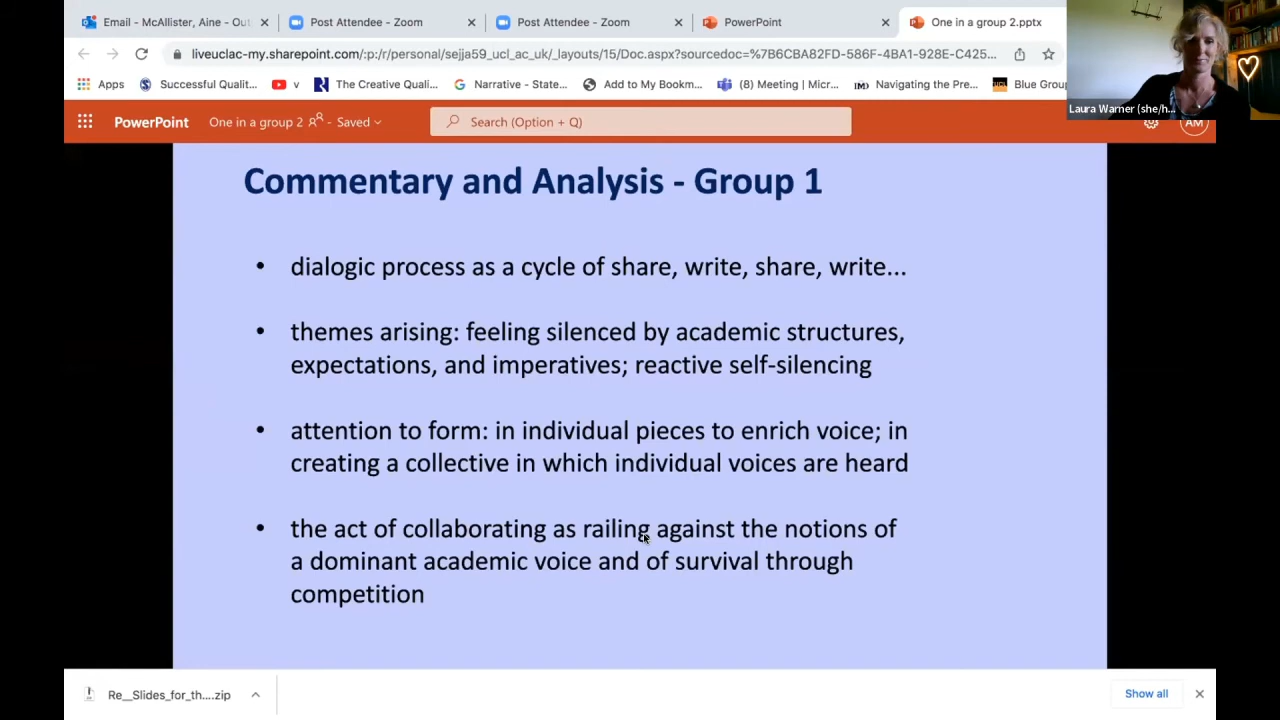 Email - McAllister, Aine - Out
Post Attendee - Zoom
Post Attendee - Zoom
PowerPoint
One in a group 2.pptx
liveuclac-my.sharepoint.com/:p:/r/personal/sejja59_ucl_ac_uk/_layouts/15/Doc.aspx?sourcedoc=%7B6CBA82FD-586F-4BA1-928E-C425...
Apps
Successful Qualit...
The Creative Quali...
Narrative - State...
Add to My Bookm...
(8) Meeting | Micr...
Navigating the Pre...
Blue Group
Laura Warner (she/h...
PowerPoint
One in a group 2
- Saved
Search (Option + Q)
AM
Commentary and Analysis - Group 1
• dialogic process as a cycle of share, write, share, write...
• themes arising: feeling silenced by academic structures,
expectations, and imperatives; reactive self-silencing
• attention to form: in individual pieces to enrich voice; in
creating a collective in which individual voices are heard
• the act of collaborating as railing against the notions of
a dominant academic voice and of survival through
competition
Re__Slides_for_th....zip
Show all